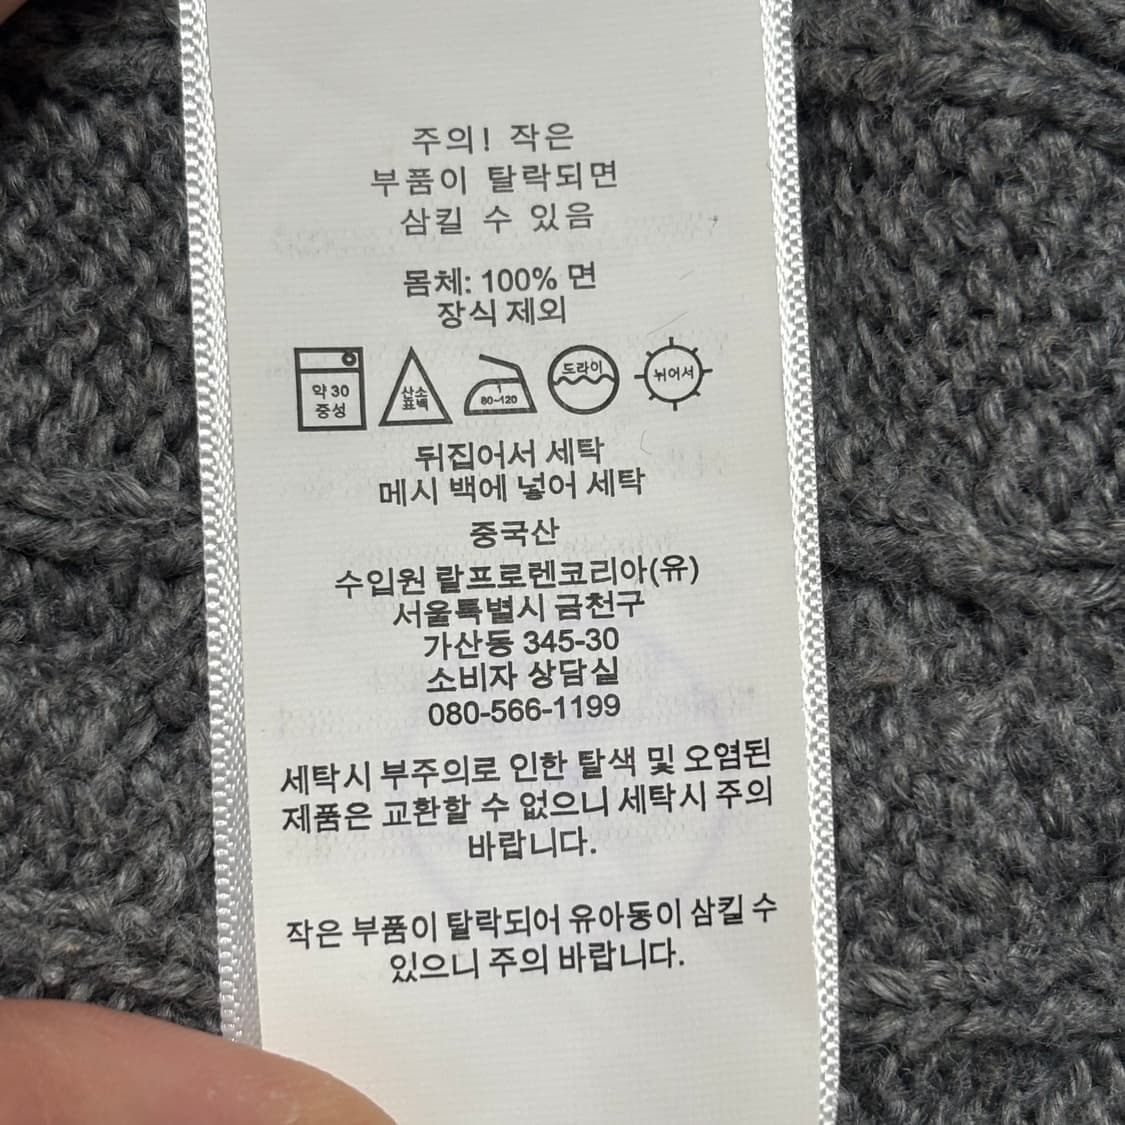 주의! 작은
부품이 탈락되면
삼킬 수 있음
몸체: 100% 면
장식 제외
약 30
중성
산소
표백
80~120
도라이
뉘어서
뒤집어서 세탁
메시 백에 넣어 세탁
중국산
수입원 랄프로렌코리아(유)
서울특별시 금천구
가산동 345-30
소비자 상담실
080-566-1199
세탁시 부주의로 인한 탈색 및 오염된
제품은 교환할 수 없으니 세탁시 주의
바랍니다.
작은 부품이 탈락되어 유아동이 삼킬 수
있으니 주의 바랍니다.